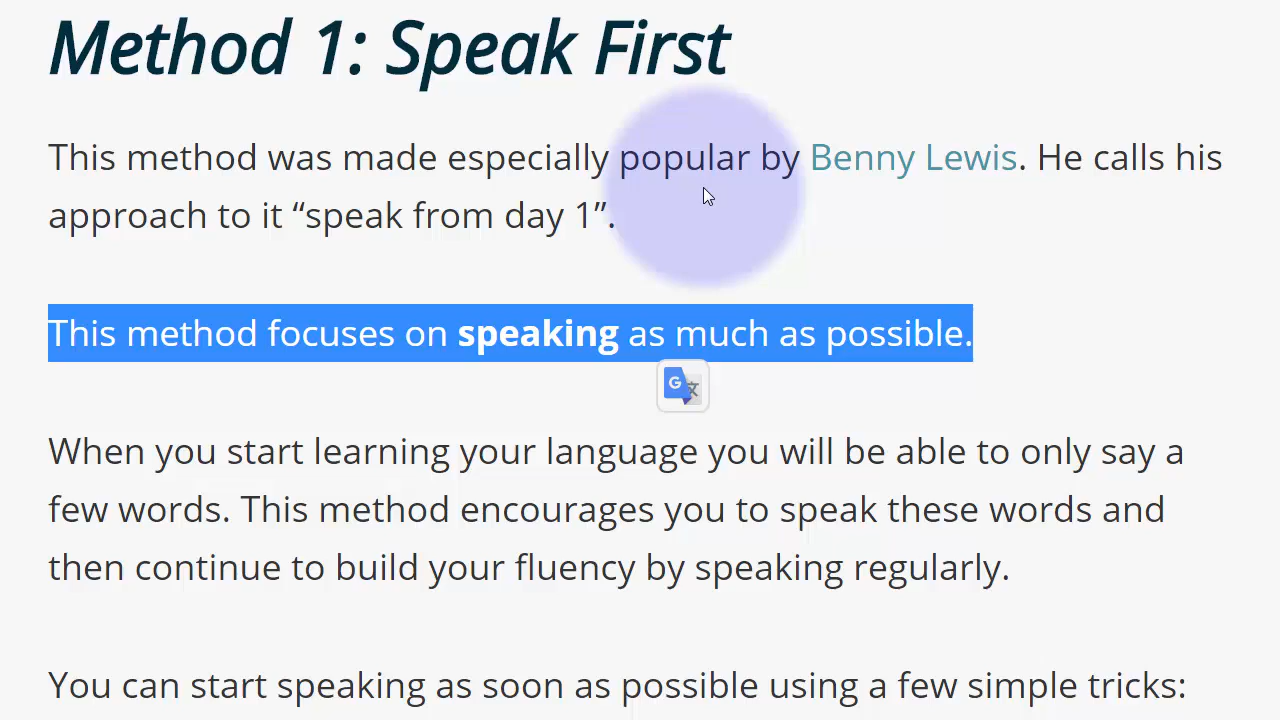 Method 1: Speak First
This method was made especially popular by Benny Lewis. He calls his
approach to it “speak from day 1”.
This method focuses on speaking as much as possible.
When you start learning your language you will be able to only say a
few words. This method encourages you to speak these words and
then continue to build your fluency by speaking regularly.
You can start speaking as soon as possible using a few simple tricks: